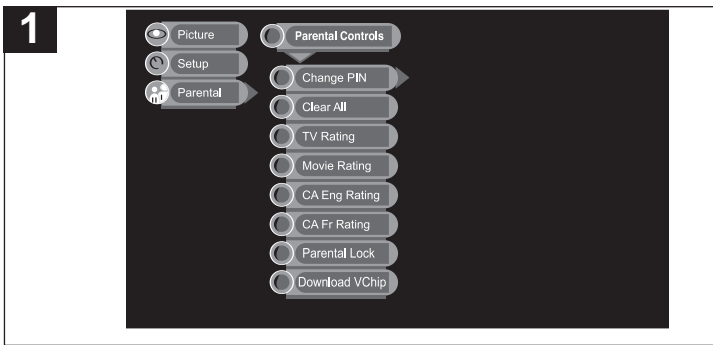 1
Picture
Setup
Parental
Parental Controls
Change PIN
Clear All
TV Rating
Movie Rating
CA Eng Rating
CA Fr Rating
Parental Lock
Download VChip